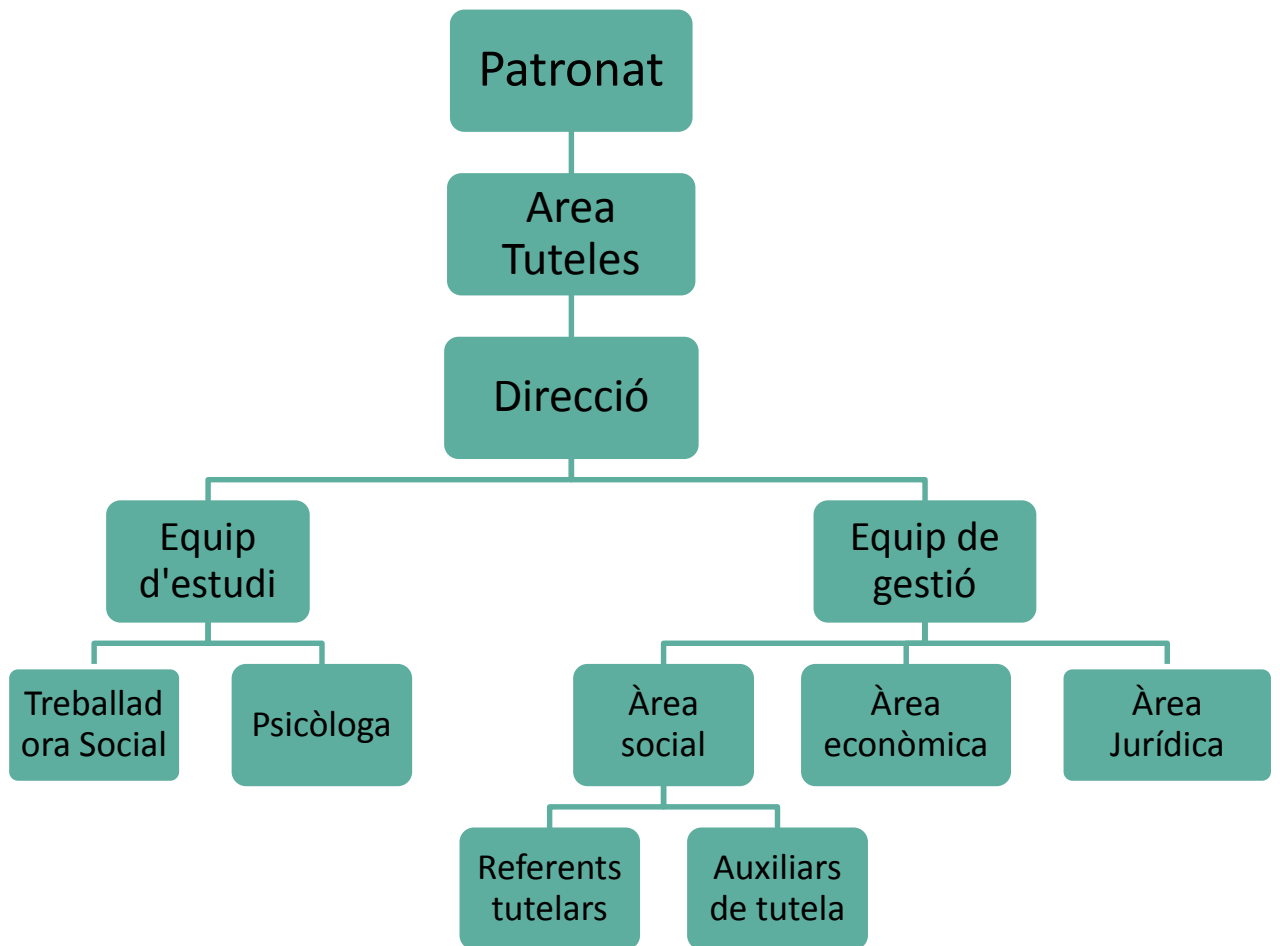 Patronat
Area
Tuteles
Direcció
Equip
d'estudi
Equip de
gestió
Treballad
ora Social
Psicòloga
Àrea
social
Àrea
econòmica
Àrea
Jurídica
Referents
tutelars
Auxiliars
de tutela